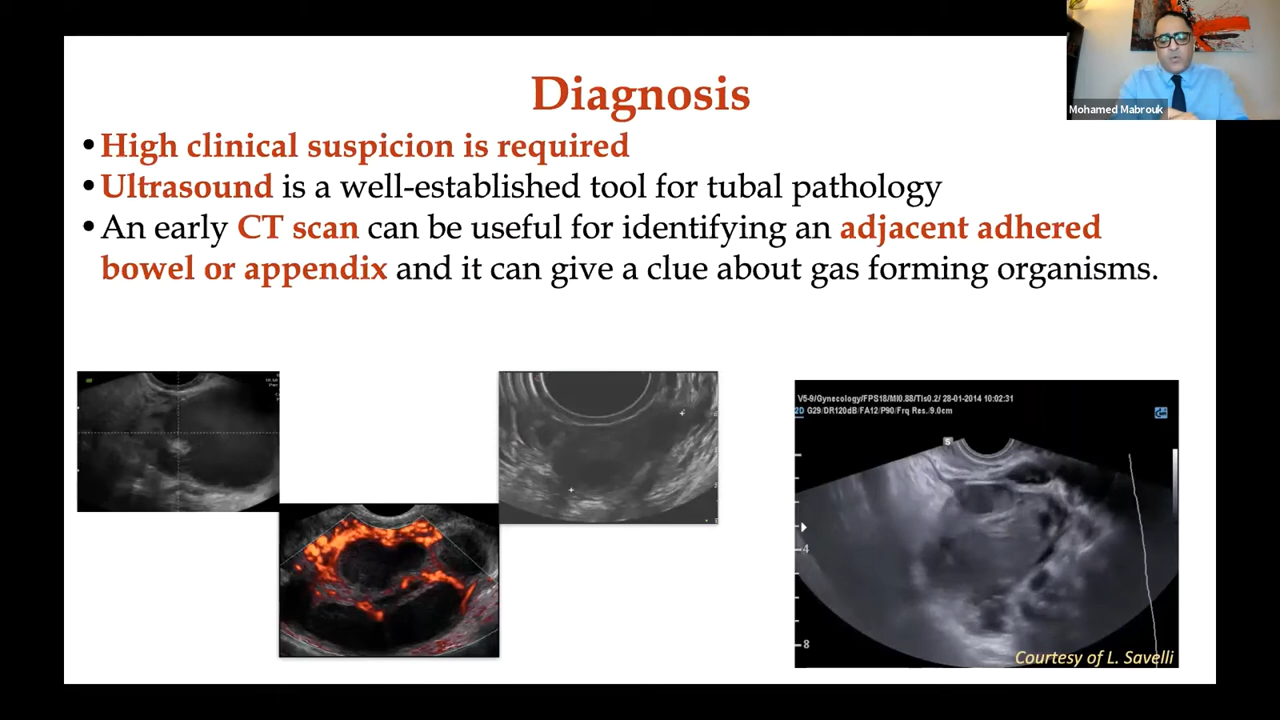 Diagnosis
•High clinical suspicion is required
•Ultrasound is a well-established tool for tubal pathology
•An early CT scan can be useful for identifying an adjacent adhered
bowel or appendix and it can give a clue about gas forming organisms.
Mohamed Mabrouk
V5-9/Gynecology/FPS18/MI0.88/TIs0.2/ 28-01-2014 10:02:31
2D G29/DR120dB/FA12/P90/Frq Res./9.0cm
S
4
8
Courtesy of L. Savelli